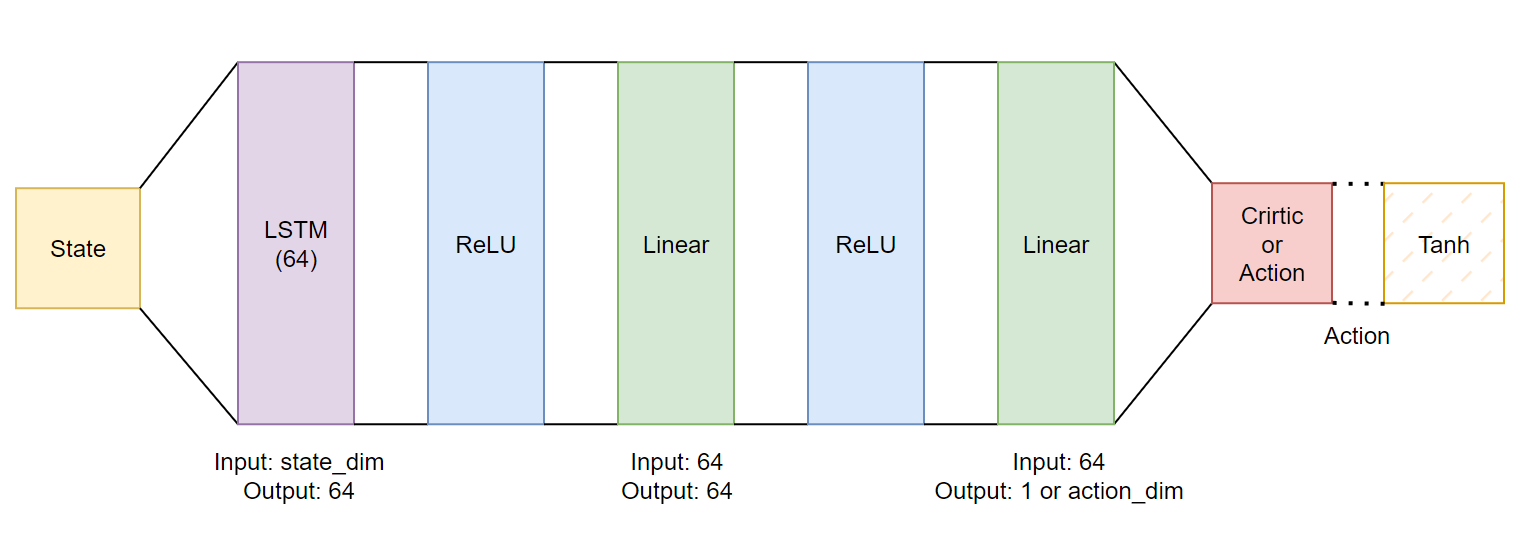 State
LSTM
(64)
ReLU
Linear
ReLU
Linear
Crirtic
or
Action
Tanh
Action
Input: state_dim
Output: 64
Input: 64
Output: 64
Input: 64
Output: 1 or action_dim